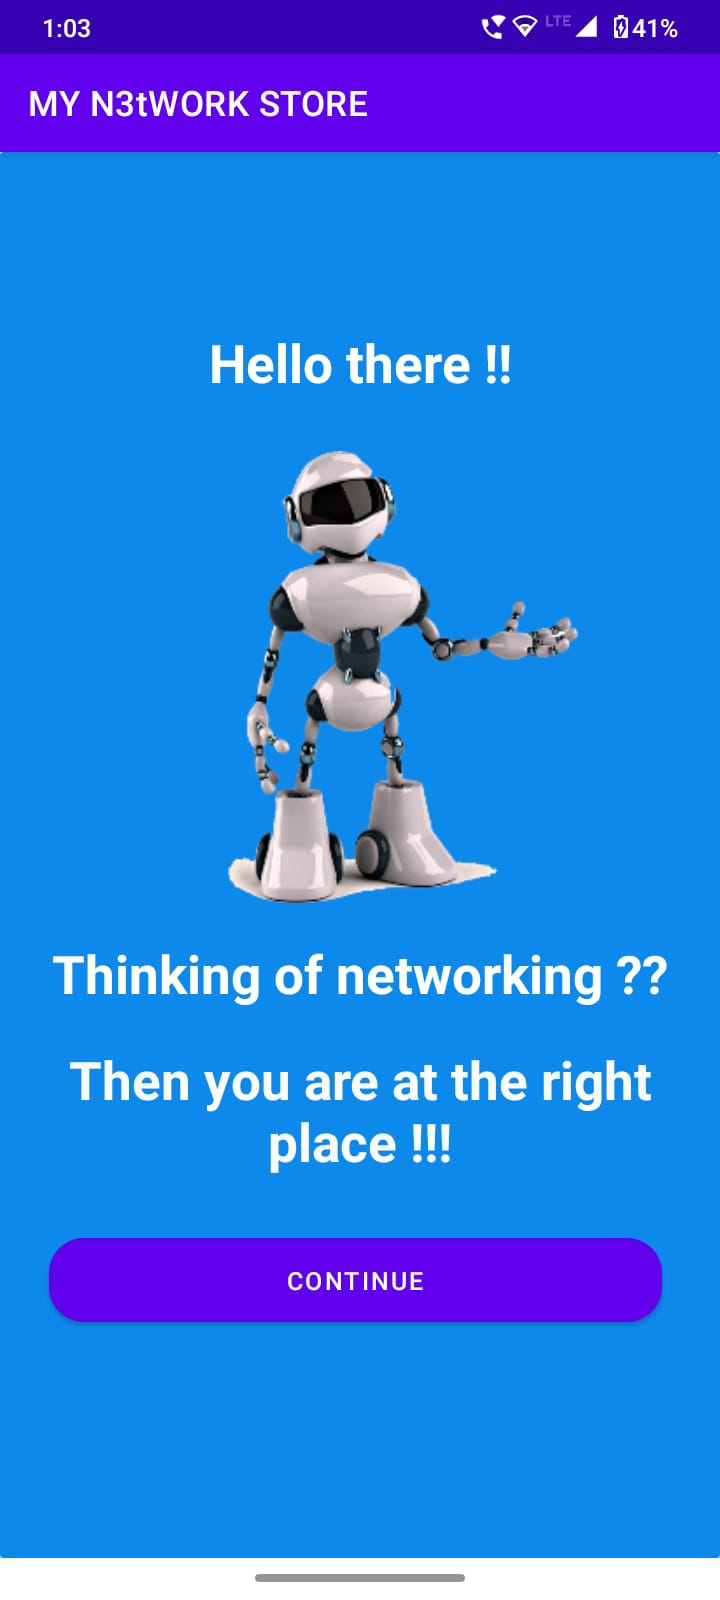 1:03 LTE 41%
MY N3tWORK STORE
Hello there !!
Thinking of networking ??
Then you are at the right
place !!!
CONTINUE